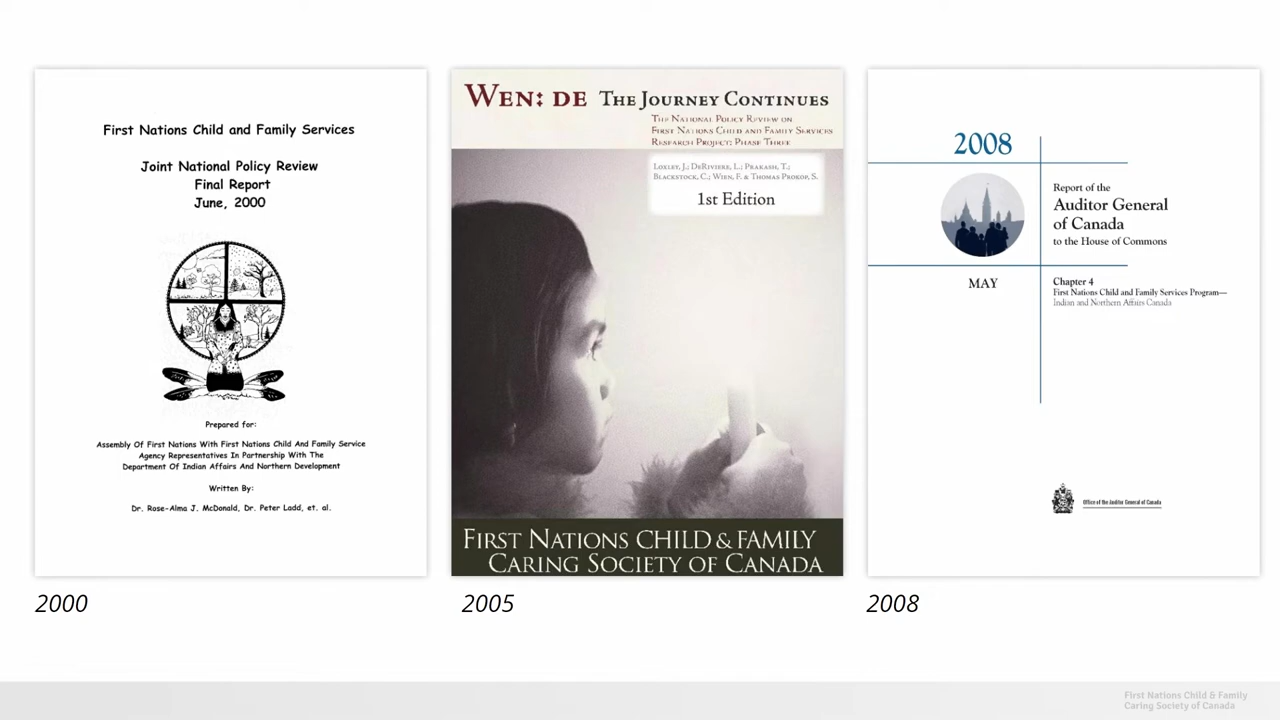 First Nations Child and Family Services
Joint National Policy Review
Final Report
June, 2000
Prepared for:
Assembly Of First Nations With First Nations Child And Family Service
Agency Representatives In Partnership With The
Department Of Indian Affairs And Northern Development
Written By:
Dr. Rose-Alma J. McDonald, Dr. Peter Ladd, et. al.
2000
WEN: DE THE JOURNEY CONTINUES
THE NATIONAL POLICY REVIEW ON
FIRST NATIONS CHILD AND FAMILY SERVICES
RESEARCH PROJECT: PHASE THREE
LOXLEY, J.; DERIVIERE, L.; PRAKASH, T.;
BLACKSTOCK, C.; WIEN, F. & THOMAS PROKOP, S.
1st Edition
FIRST NATIONS CHILD & FAMILY
CARING SOCIETY OF CANADA
2005
2008
Report of the
Auditor General
of Canada
to the House of Commons
MAY
Chapter 4
First Nations Child and Family Services Program—
Indian and Northern Affairs Canada
Office of the Auditor General of Canada
2008
First Nations Child & Family
Caring Society of Canada